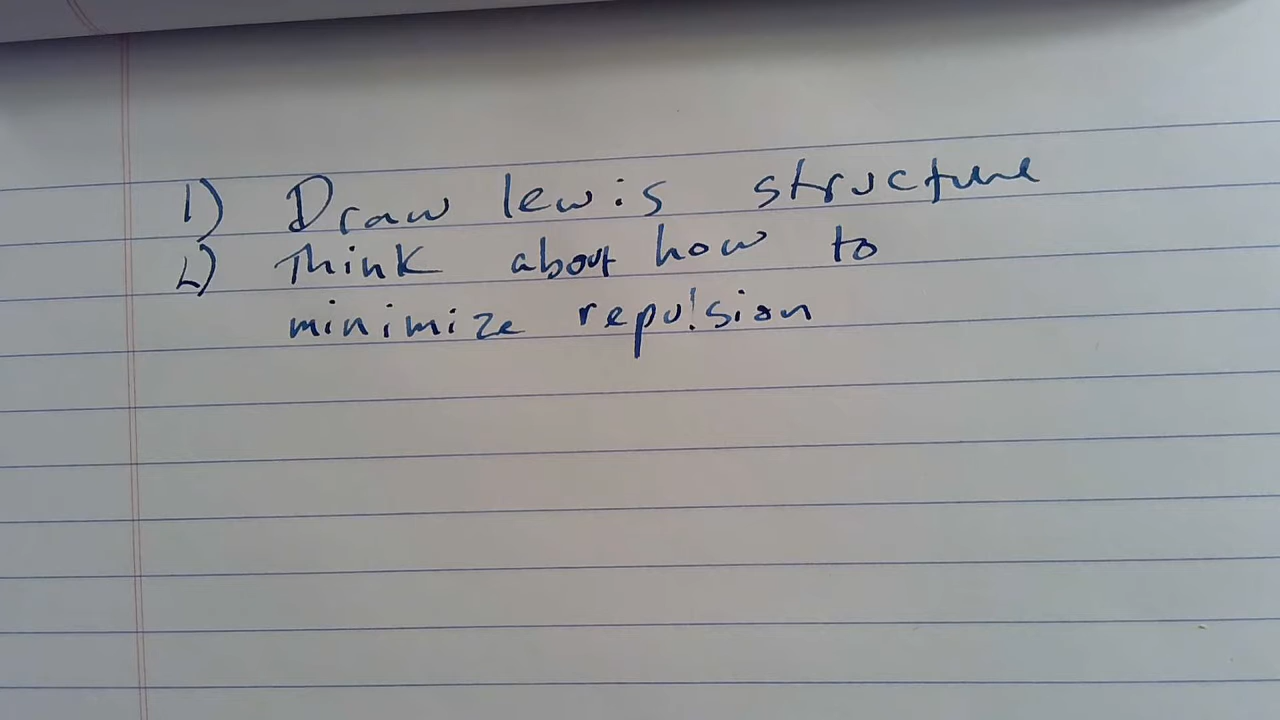 1) Draw lewis structure
2) Think about how to
minimize repulsion